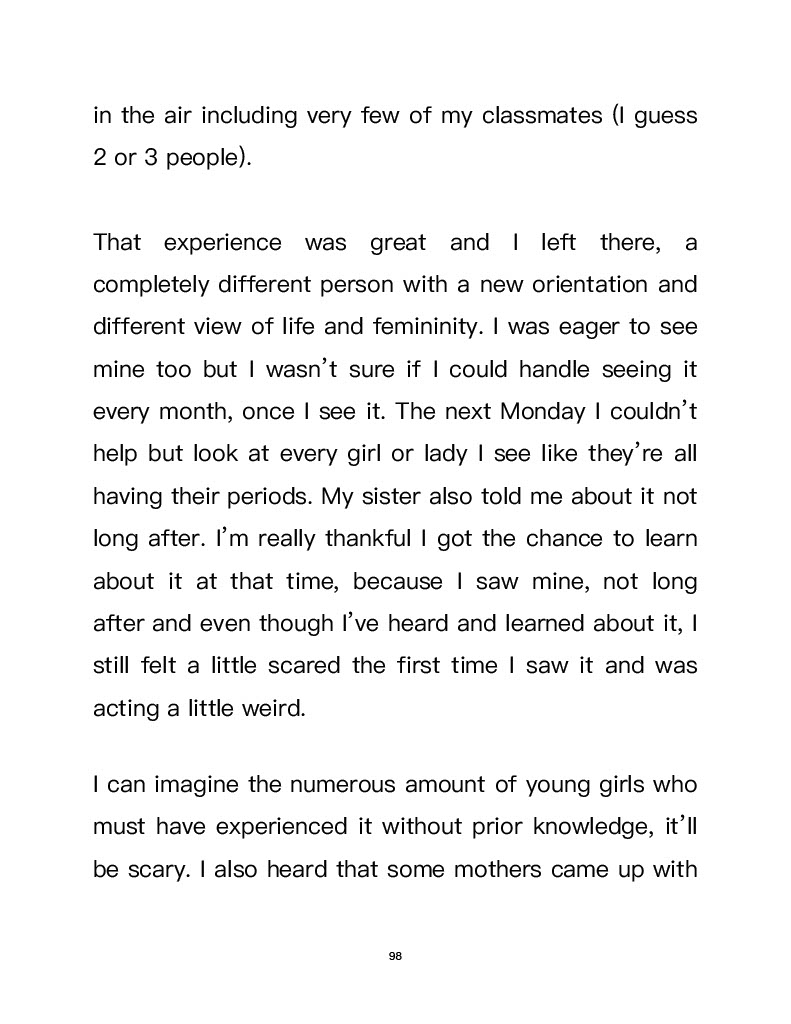 in the air including very few of my classmates (I guess
2 or 3 people).
That experience was great and I left there, a
completely different person with a new orientation and
different view of life and femininity. I was eager to see
mine too but I wasn’t sure if I could handle seeing it
every month, once I see it. The next Monday I couldn’t
help but look at every girl or lady I see like they’re all
having their periods. My sister also told me about it not
long after. I’m really thankful I got the chance to learn
about it at that time, because I saw mine, not long
after and even though I’ve heard and learned about it, I
still felt a little scared the first time I saw it and was
acting a little weird.
I can imagine the numerous amount of young girls who
must have experienced it without prior knowledge, it’ll
be scary. I also heard that some mothers came up with
98